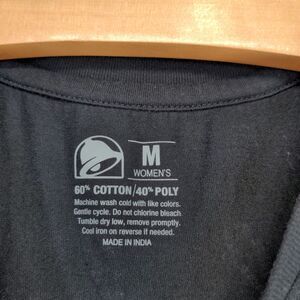 M
WOMEN'S
60% COTTON/40% POLY
Machine wash cold with like colors.
Gentle cycle. Do not chlorine bleach
Tumble dry low, remove promptly.
Cool iron on reverse if needed.
MADE IN INDIA